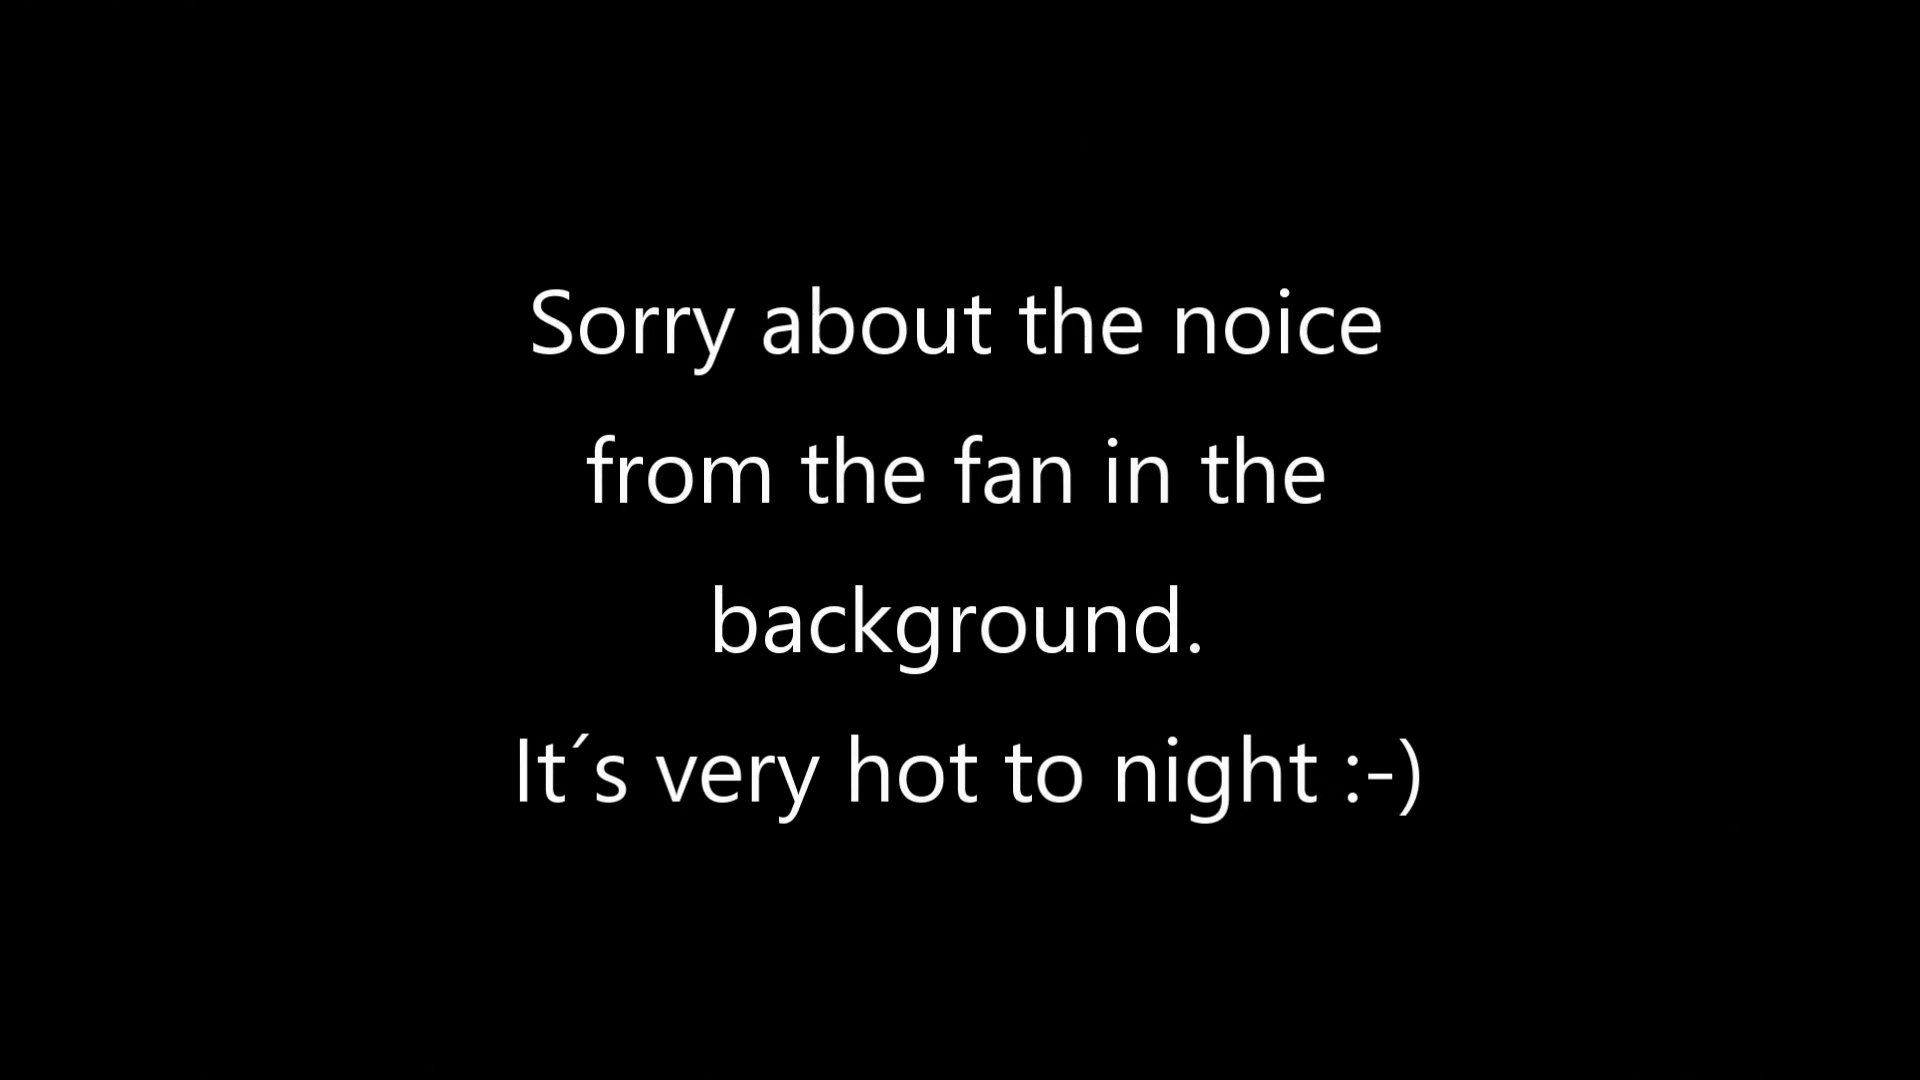 Sorry about the noice
from the fan in the
background.
It´s very hot to night :-)